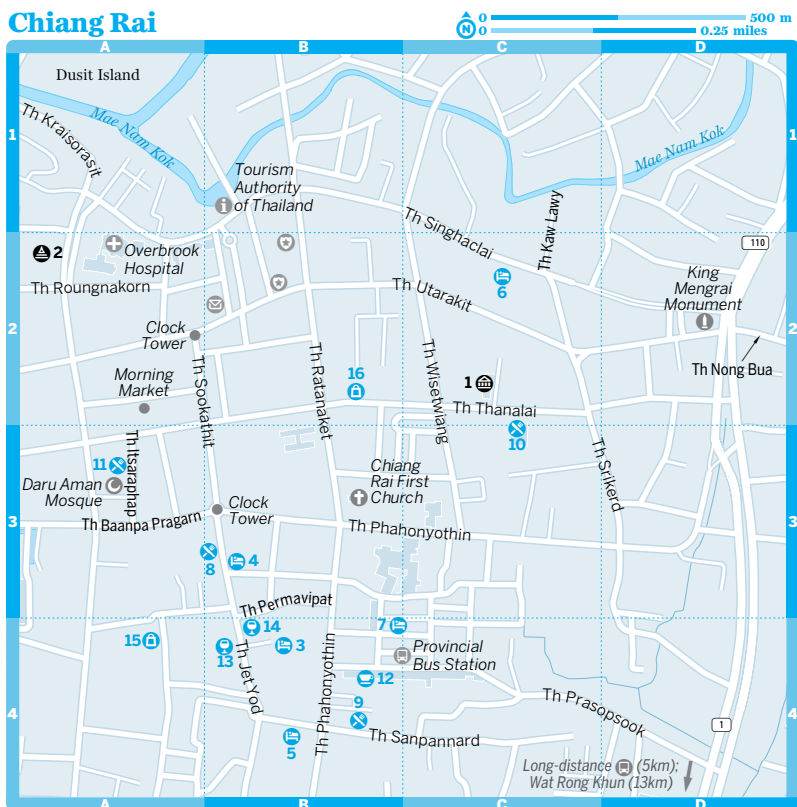 Chiang Rai
N
0
500 m
0
0.25 miles
A
B
C
D
1
2
3
4
1
2
3
4
Dusit Island
Mae Nam Kok
Th Kraisorasit
Tourism
Authority
of Thailand
Mae Nam Kok
Th Singhaclai
Th Kaw Lawy
110
2
Overbrook
Hospital
Th Roungnakorn
6
Th Utarakit
King
Mengrai
Monument
Clock
Tower
Th Nong Bua
Morning
Market
Th Sookathit
Th Ratanaket
16
Th Wisetwiang
1
Th Thanalai
10
Th Srikerd
11
Th Itsaraphap
Daru Aman
Mosque
Chiang
Rai First
Church
Clock
Tower
Th Baanpa Pragarn
Th Phahonyothin
8
4
Th Permavipat
14
7
15
13
3
Th Jet Yod
Th Phahonyothin
Provincial
Bus Station
12
9
5
Th Sanpannard
Th Prasopsook
1
Long-distance (5km);
Wat Rong Khun (13km)
A
B
C
D